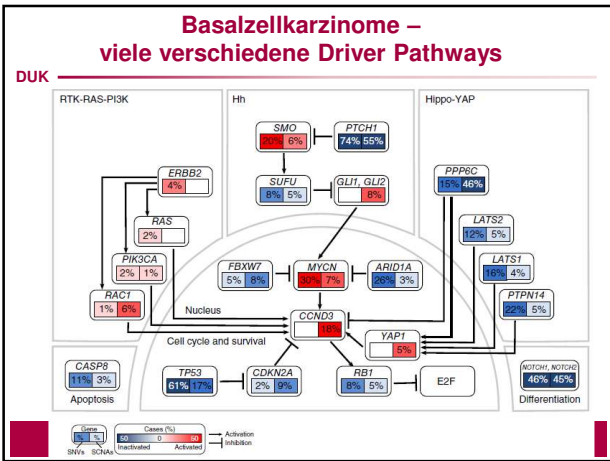 Basalzellkarzinome –
viele verschiedene Driver Pathways
DUK
RTK-RAS-PI3K
Hh
Hippo-YAP
SMO
20% 6%
PTCH1
74% 55%
ERBB2
4%
SUFU
8% 5%
GLI1, GLI2
8%
PPP6C
15% 46%
RAS
2%
LATS2
12% 5%
PIK3CA
2% 1%
FBXW7
5% 8%
MYCN
30% 7%
ARID1A
26% 3%
LATS1
16% 4%
RAC1
1% 6%
PTPN14
22% 5%
Nucleus
CCND3
18%
Cell cycle and survival
YAP1
5%
CASP8
11% 3%
Apoptosis
TP53
61% 17%
CDKN2A
2% 9%
RB1
8% 5%
E2F
NOTCH1, NOTCH2
46% 45%
Differentiation
Gene
% %
SNVs SCNAs
Cases (%)
50 0 50
Inactivated Activated
Activation
Inhibition